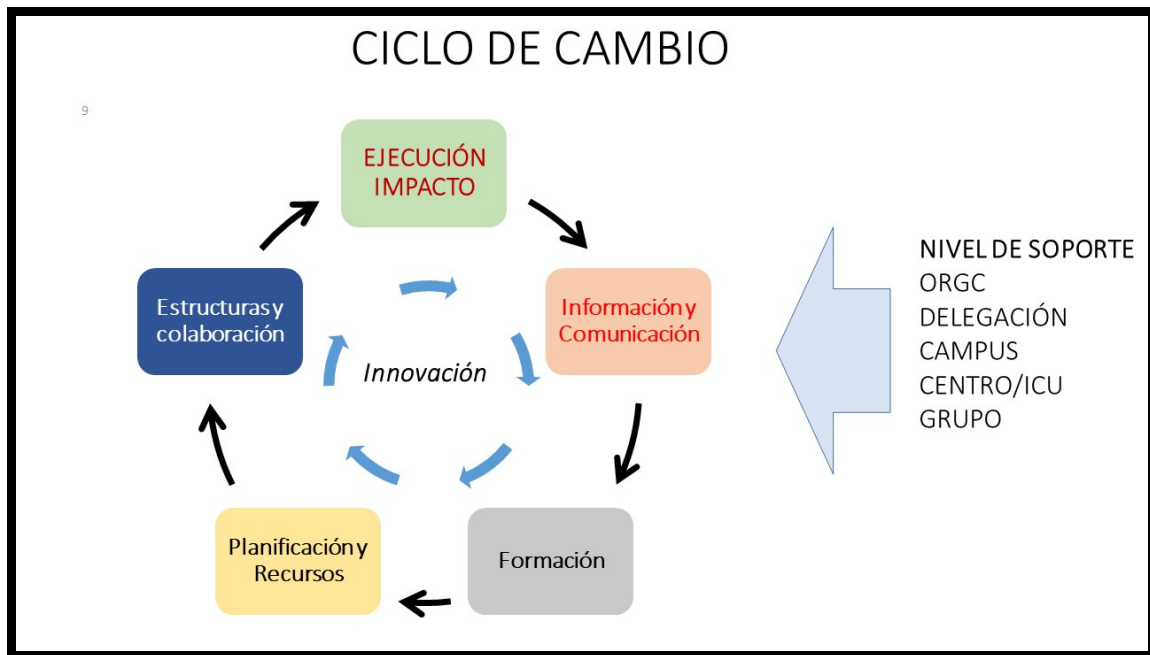 CICLO DE CAMBIO
9
EJECUCIÓN
IMPACTO
Información y
Comunicación
Formación
Planificación y
Recursos
Estructuras y
colaboración
Innovación
NIVEL DE SOPORTE
ORGC
DELEGACIÓN
CAMPUS
CENTRO/ICU
GRUPO